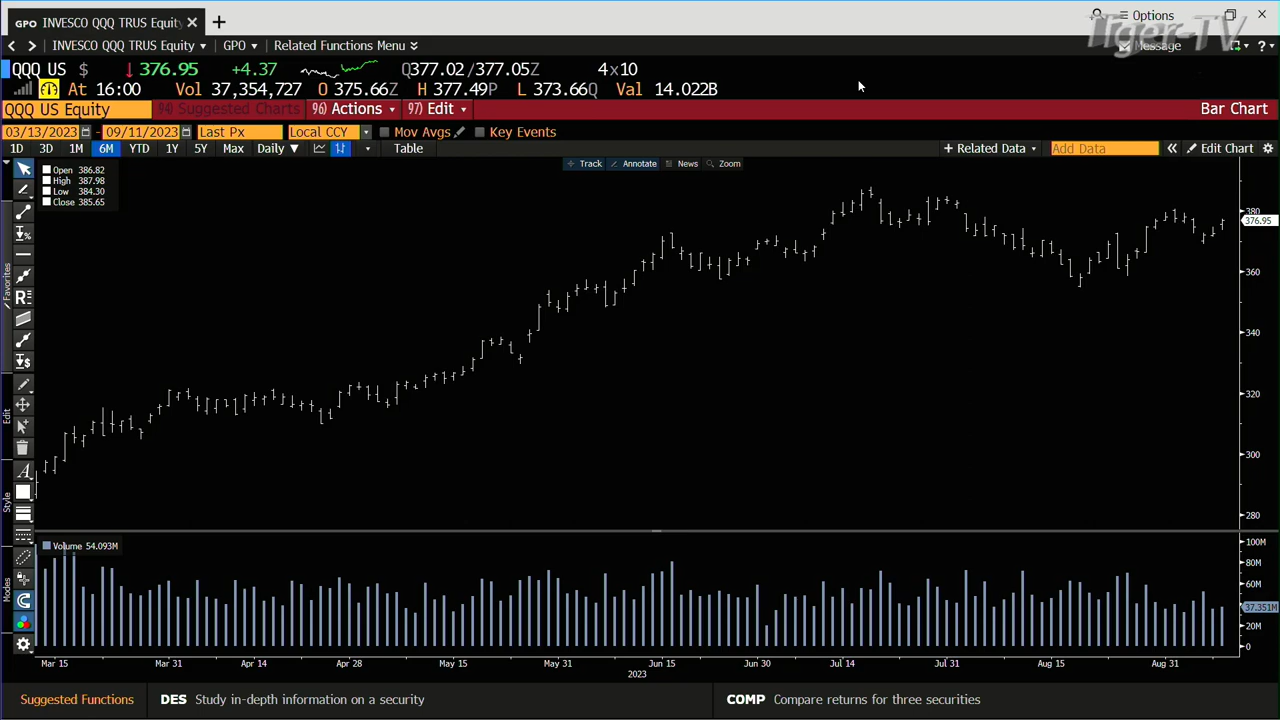 GPO INVESCO QQQ TRUS Equity
Options
INVESCO QQQ TRUS Equity GPO Related Functions Menu
Message
Tiger-TV
QQQ US $ ↓376.95 +4.37 Q377.02/377.05Z 4x10
At 16:00 Vol 37,354,727 O 375.66Z H 377.49P L 373.66Q Val 14.022B
QQQ US Equity 94) Suggested Charts 96) Actions 97) Edit Bar Chart
03/13/2023 - 09/11/2023 Last Px Local CCY Mov Avgs Key Events
1D 3D 1M 6M YTD 1Y 5Y Max Daily ▼ Table + Related Data Add Data « Edit Chart
Track Annotate News Zoom
Open 386.82
High 387.98
Low 384.30
Close 385.65
380
376.95
360
340
320
300
280
Favorites
Edit
Style
Modes
Volume 54.093M
100M
80M
60M
37.351M
20M
0
Mar 15 Mar 31 Apr 14 Apr 28 May 15 May 31 Jun 15 Jun 30 Jul 14 Jul 31 Aug 15 Aug 31
2023
Suggested Functions DES Study in-depth information on a security COMP Compare returns for three securities